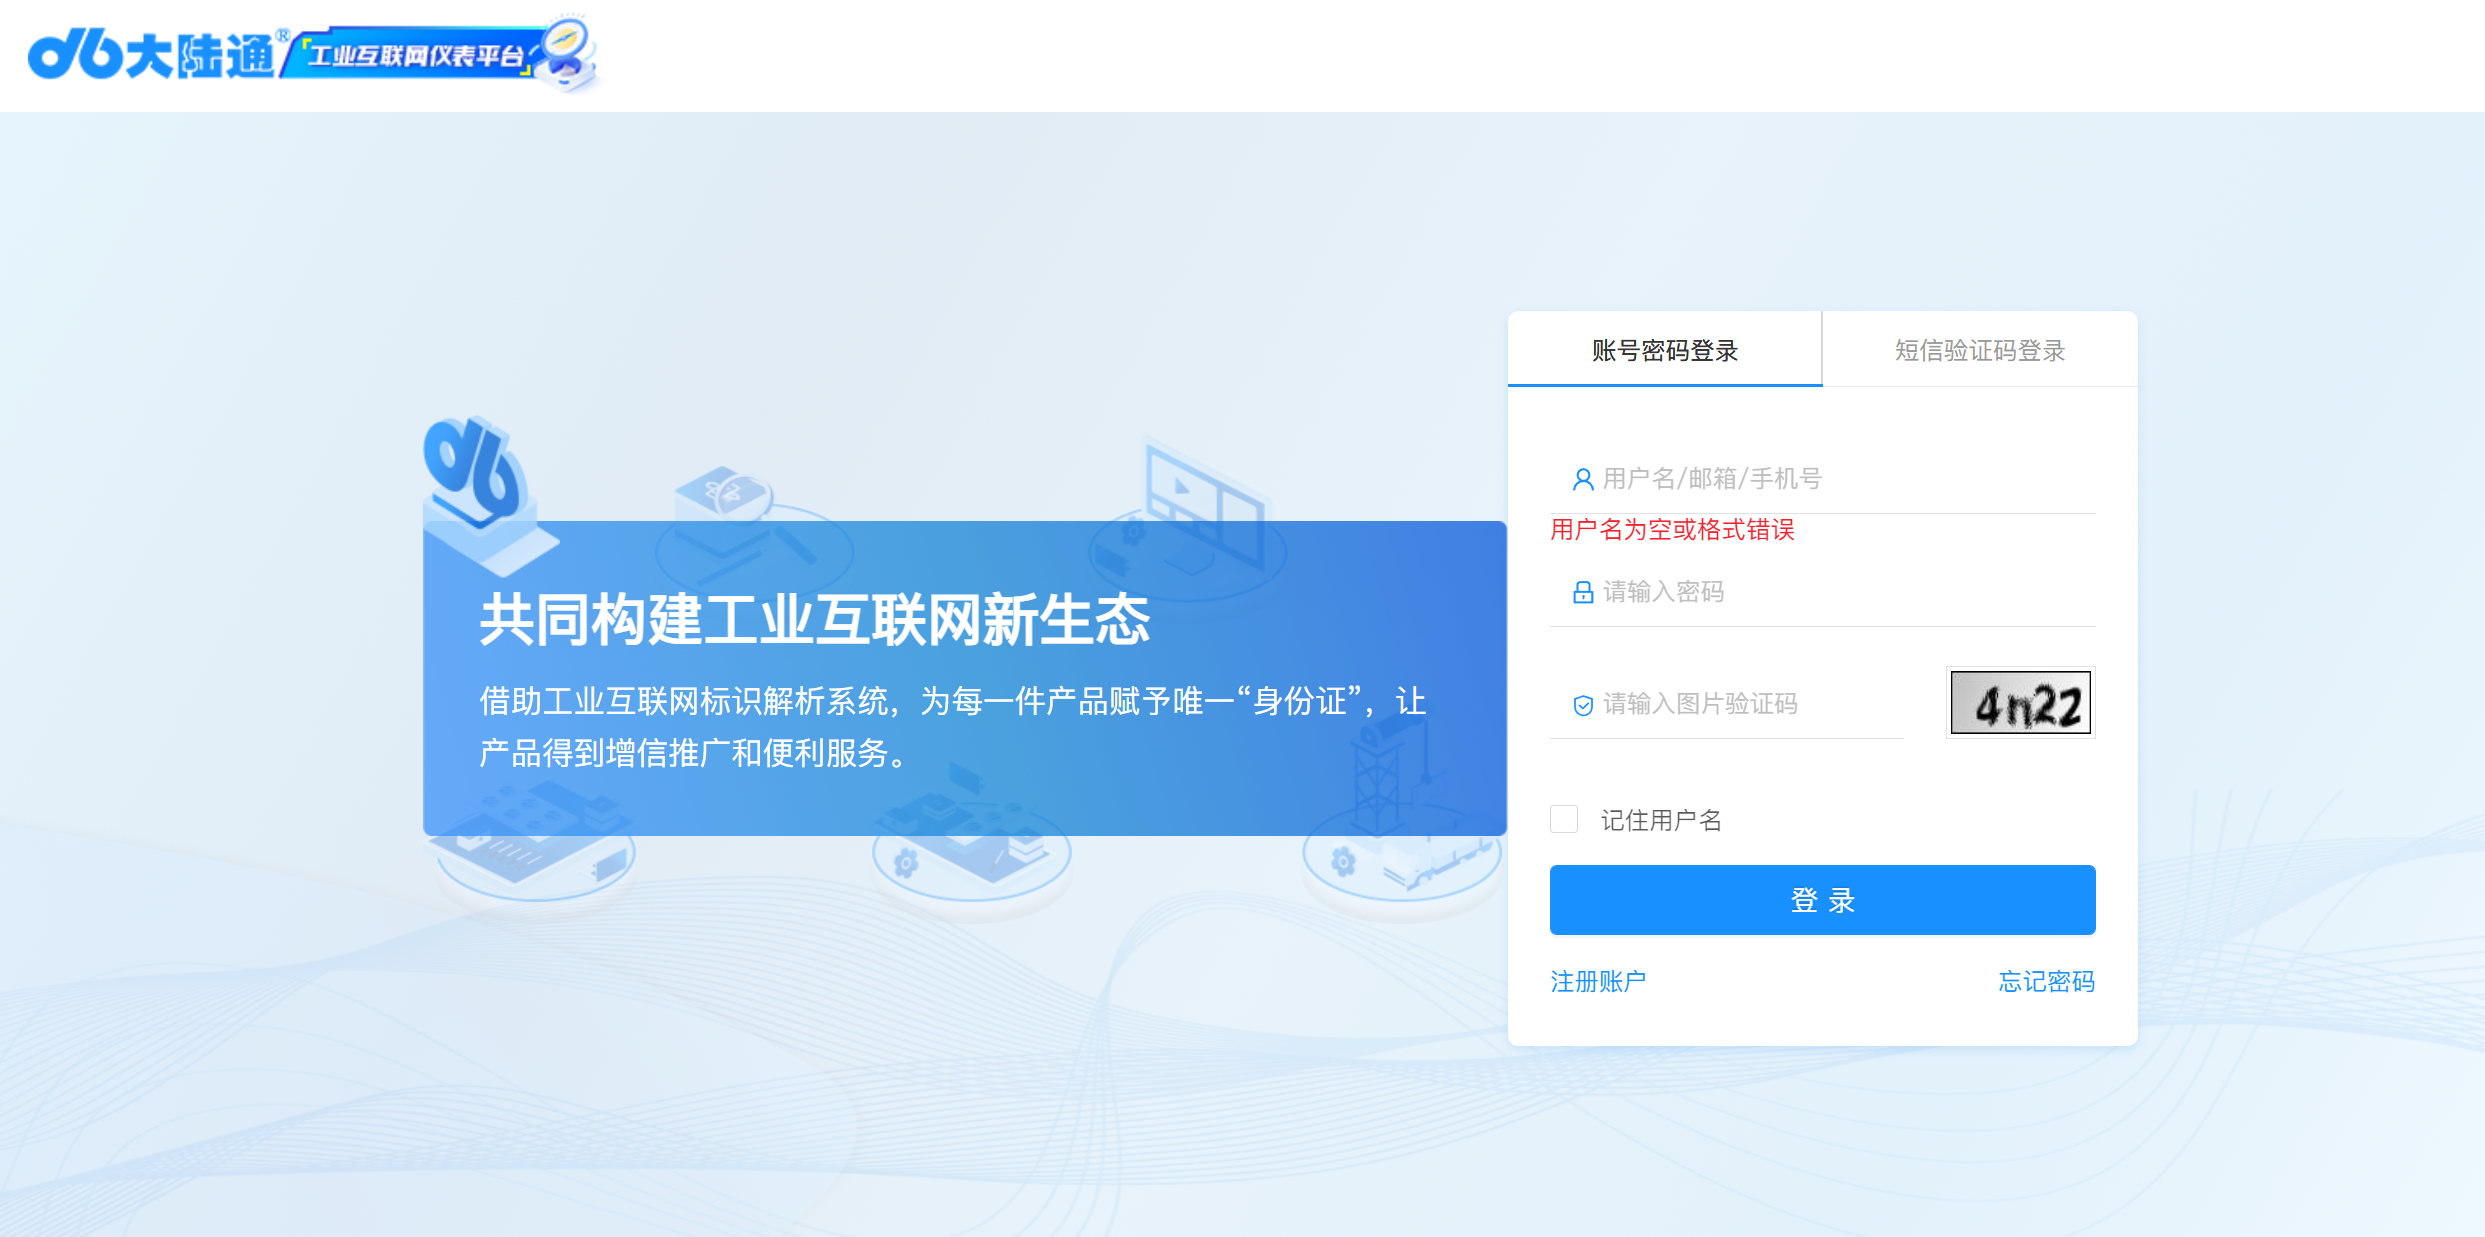 大陆通®
工业互联网仪表平台
账号密码登录
短信验证码登录
用户名/邮箱/手机号
用户名为空或格式错误
请输入密码
请输入图片验证码
4n22
记住用户名
登 录
注册账户
忘记密码
共同构建工业互联网新生态
借助工业互联网标识解析系统，为每一件产品赋予唯一“身份证”，让
产品得到增信推广和便利服务。